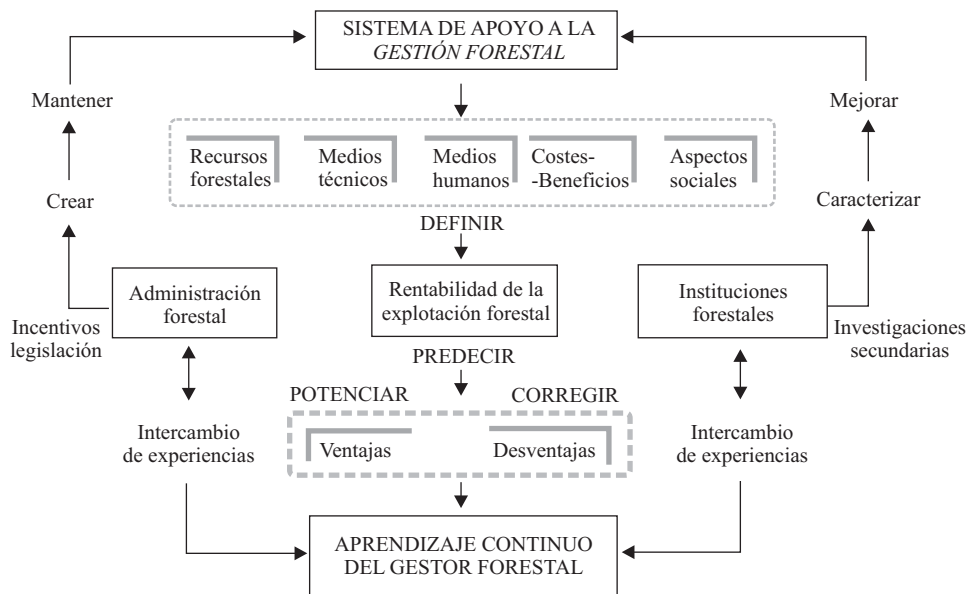 SISTEMA DE APOYO A LA
GESTIÓN FORESTAL
Mantener
Mejorar
Recursos
forestales
Medios
técnicos
Medios
humanos
Costes-
-Beneficios
Aspectos
sociales
Crear
Caracterizar
DEFINIR
Administración
forestal
Rentabilidad de la
explotación forestal
Instituciones
forestales
Incentivos
legislación
Investigaciones
secundarias
PREDECIR
POTENCIAR
CORREGIR
Ventajas
Desventajas
Intercambio
de experiencias
Intercambio
de experiencias
APRENDIZAJE CONTINUO
DEL GESTOR FORESTAL